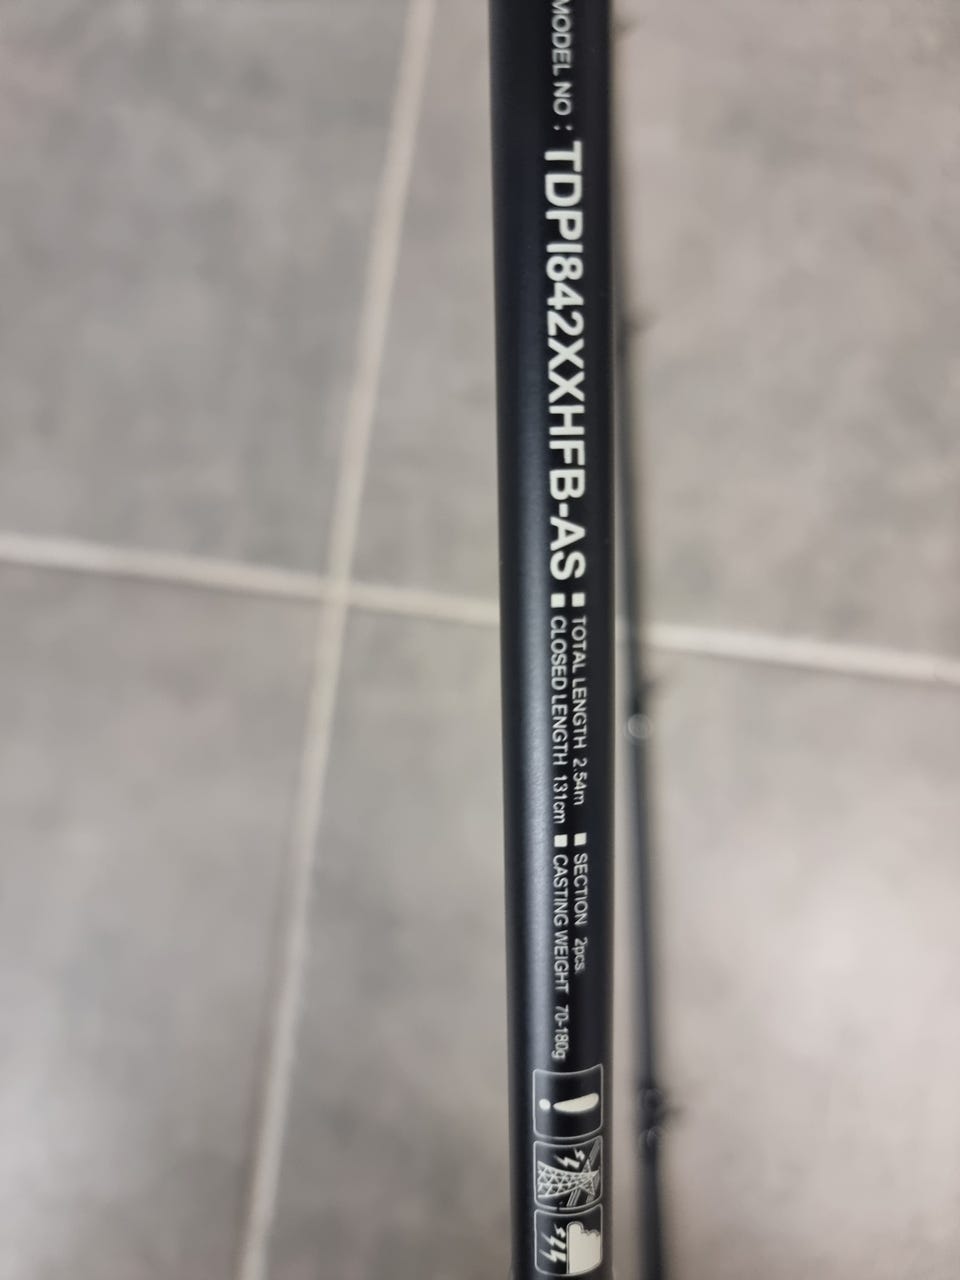 MODEL NO : TDPI842XXHFB-AS
■ TOTAL LENGTH 2.54m ■ SECTION 2pcs.
■ CLOSED LENGTH 131cm ■ CASTING WEIGHT 70-180g